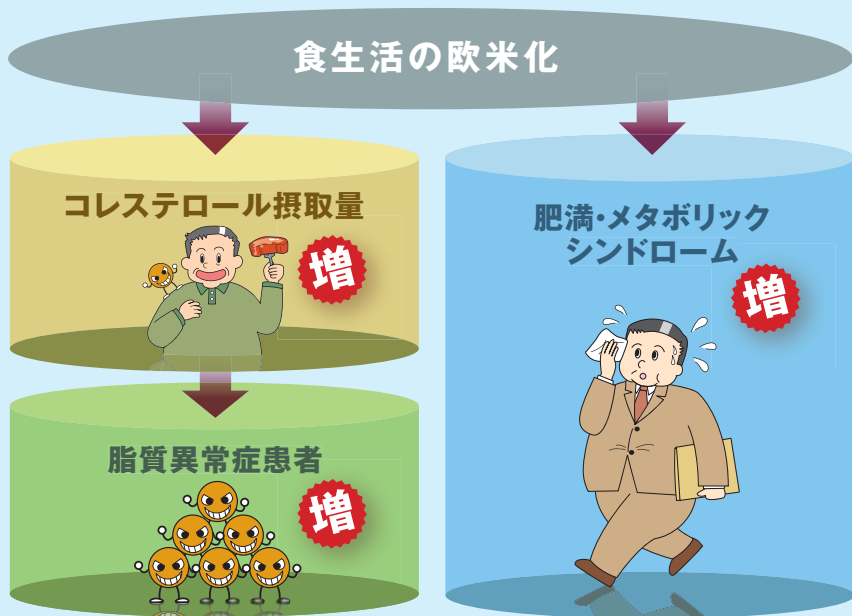 食生活の欧米化
コレステロール摂取量
増
肥満・メタボリック
シンドローム
増
脂質異常症患者
増